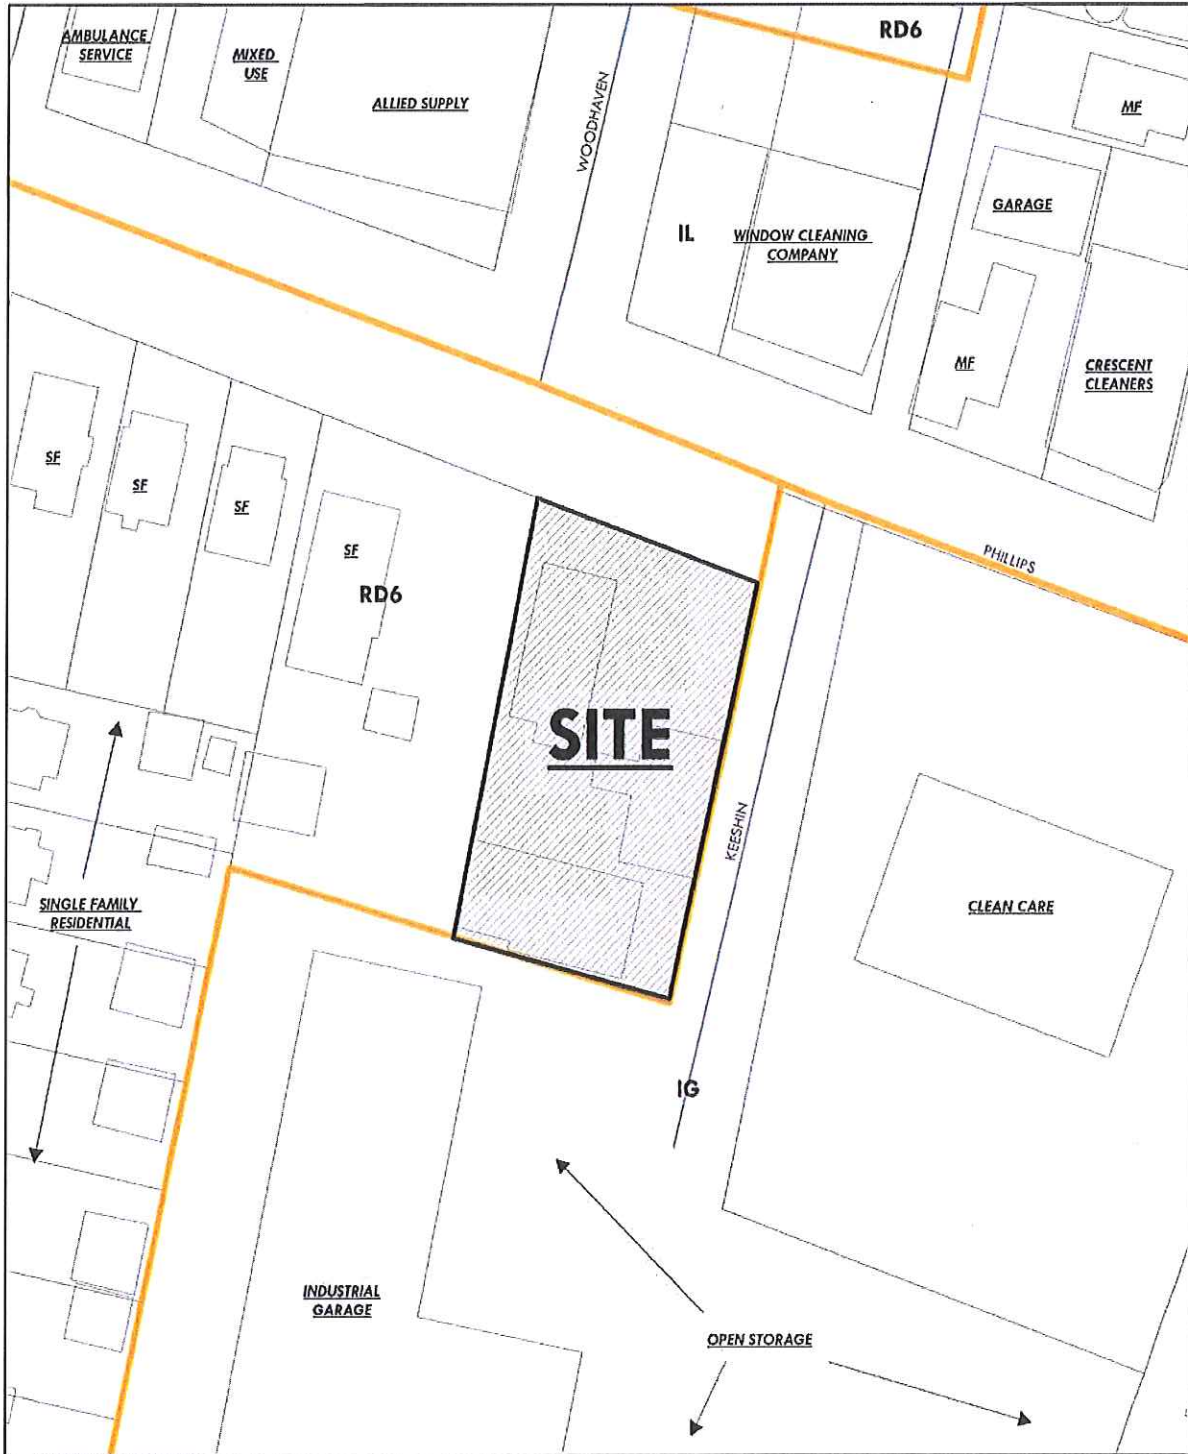 RD6
AMBULANCE
SERVICE
MIXED
USE
ALLIED SUPPLY
WOODHAVEN
MF
GARAGE
IL
WINDOW CLEANING
COMPANY
MF
CRESCENT
CLEANERS
SF
SF
SF
SF
RD6
PHILLIPS
SITE
KEESHIN
SINGLE FAMILY
RESIDENTIAL
CLEAN CARE
IG
INDUSTRIAL
GARAGE
OPEN STORAGE